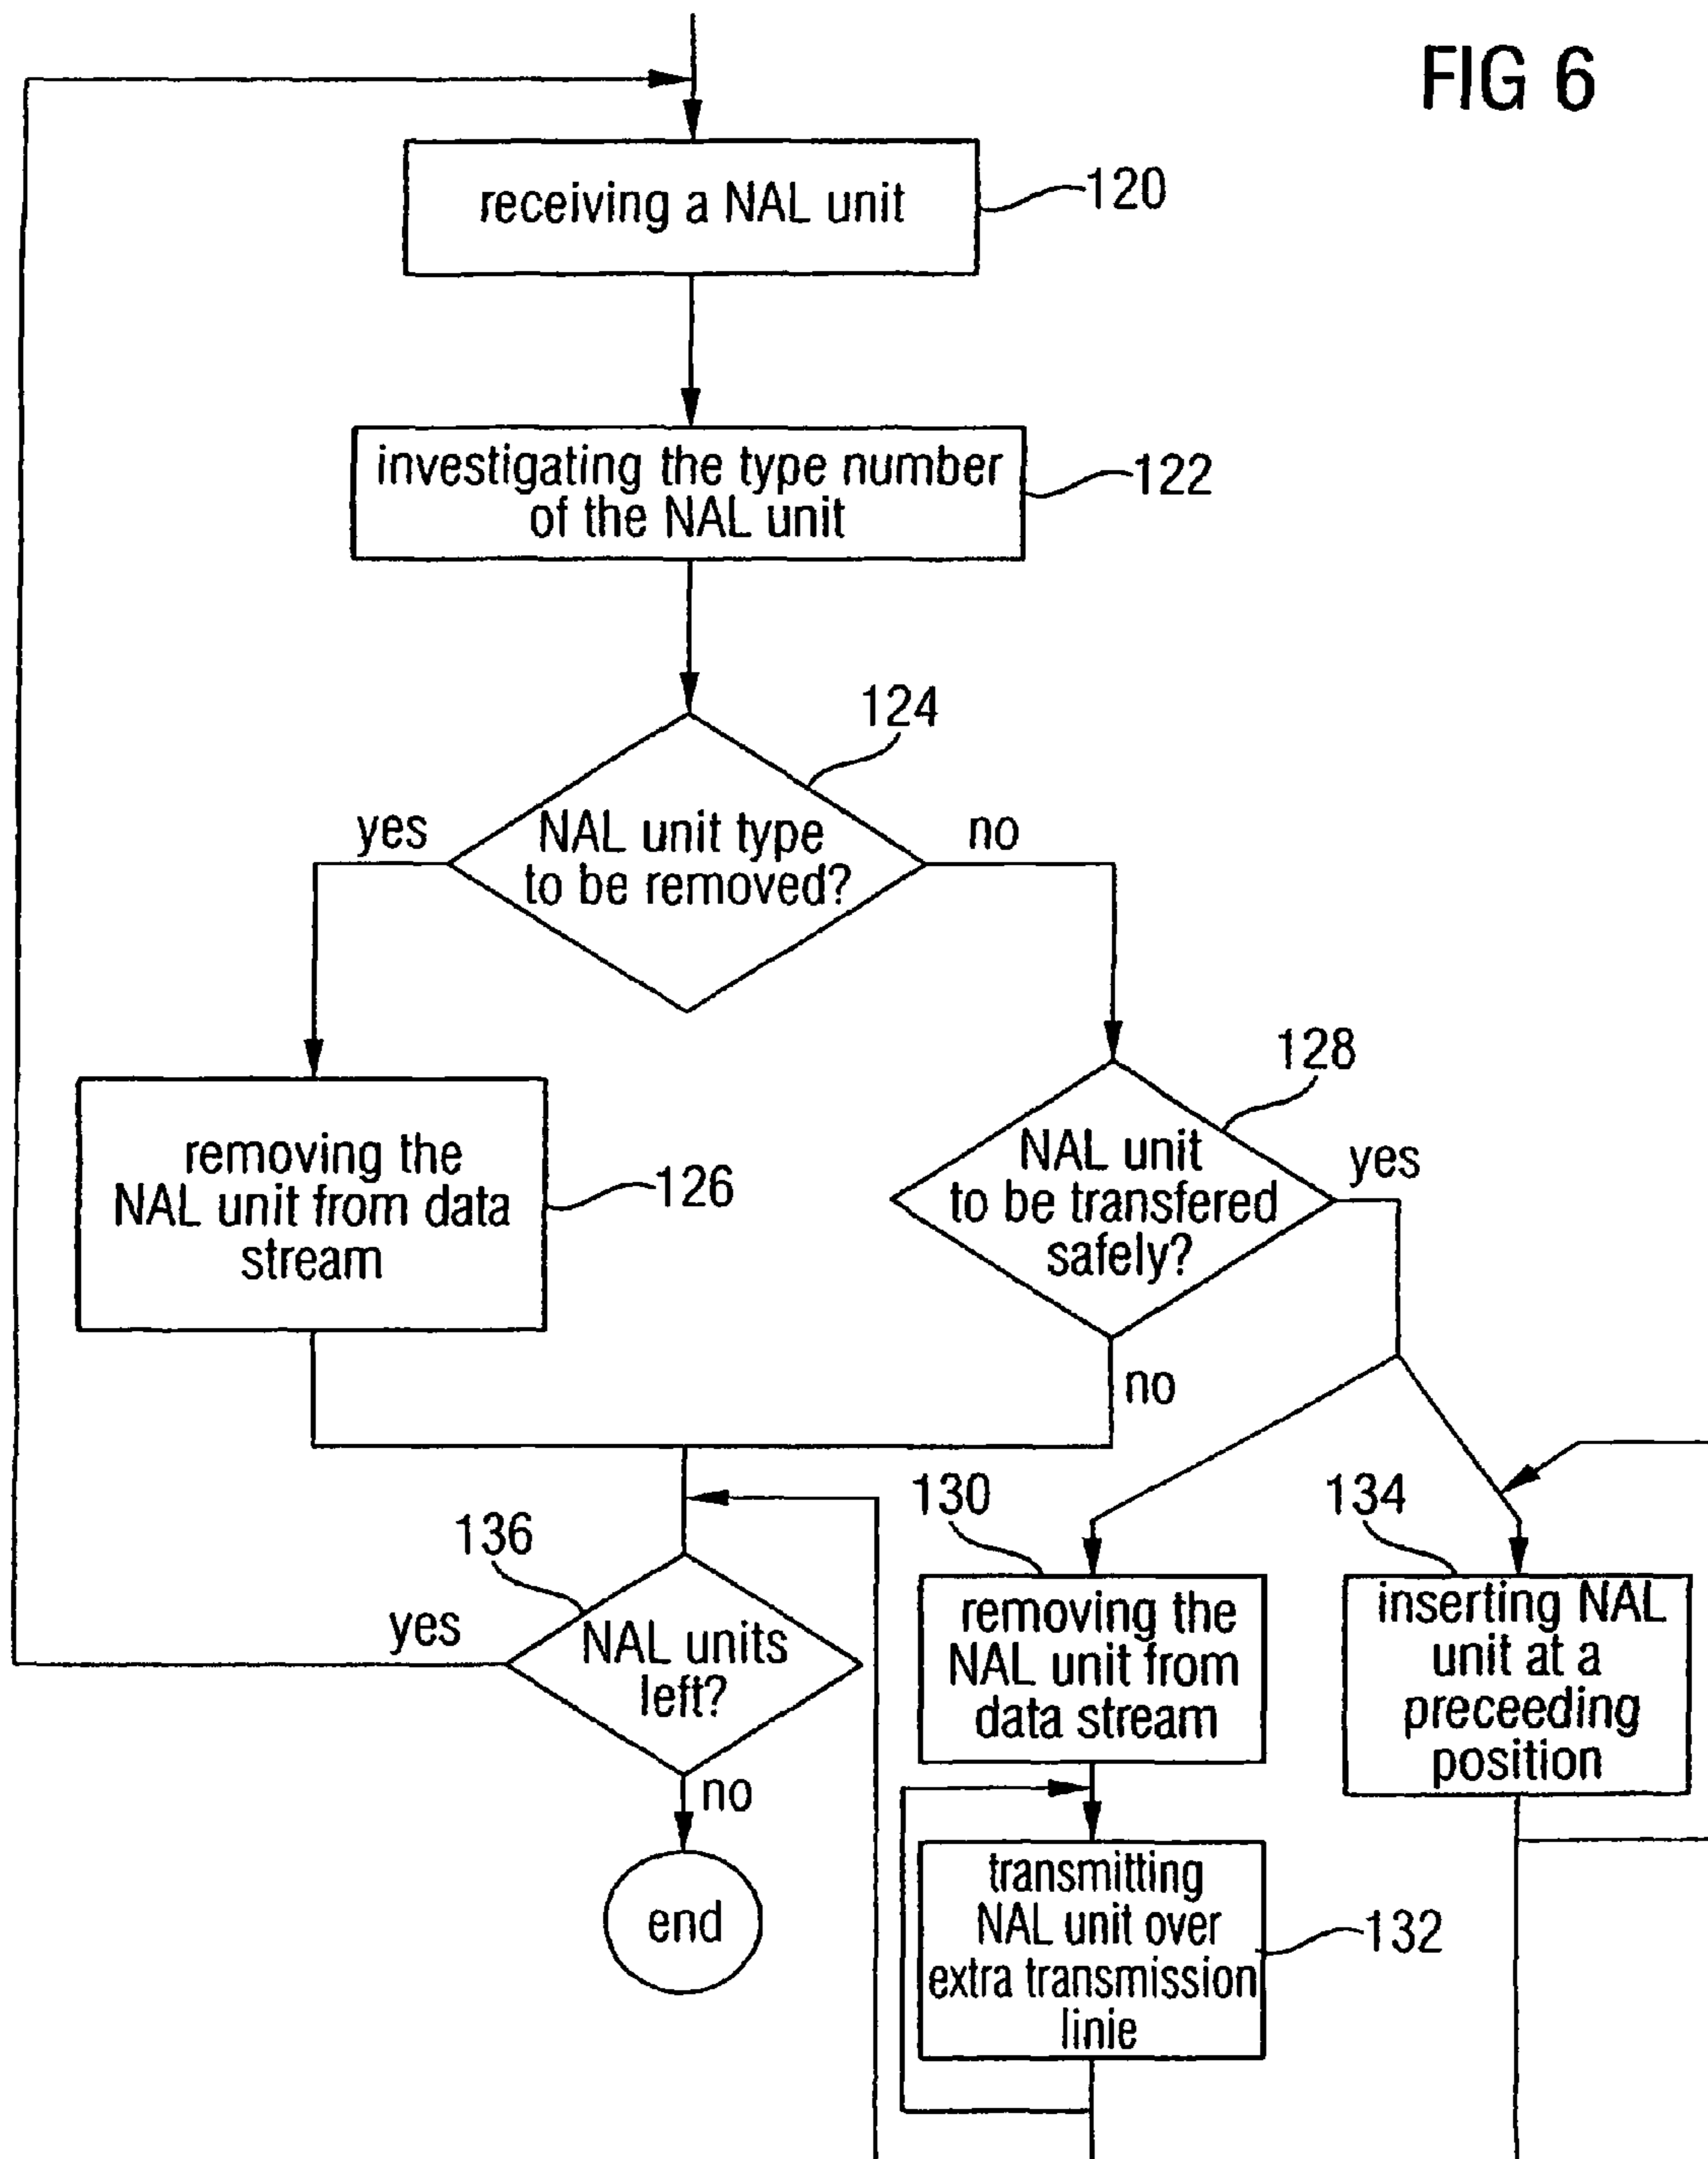 FIG 6
receiving a NAL unit
120
investigating the type number
of the NAL unit
122
124
yes
NAL unit type
to be removed?
no
128
removing the
NAL unit from data
stream
126
NAL unit
to be transfered
safely?
yes
no
136
yes
NAL units
left?
no
end
130
removing the
NAL unit from
data stream
134
inserting NAL
unit at a
preceeding
position
transmitting
NAL unit over
extra transmission
linie
132